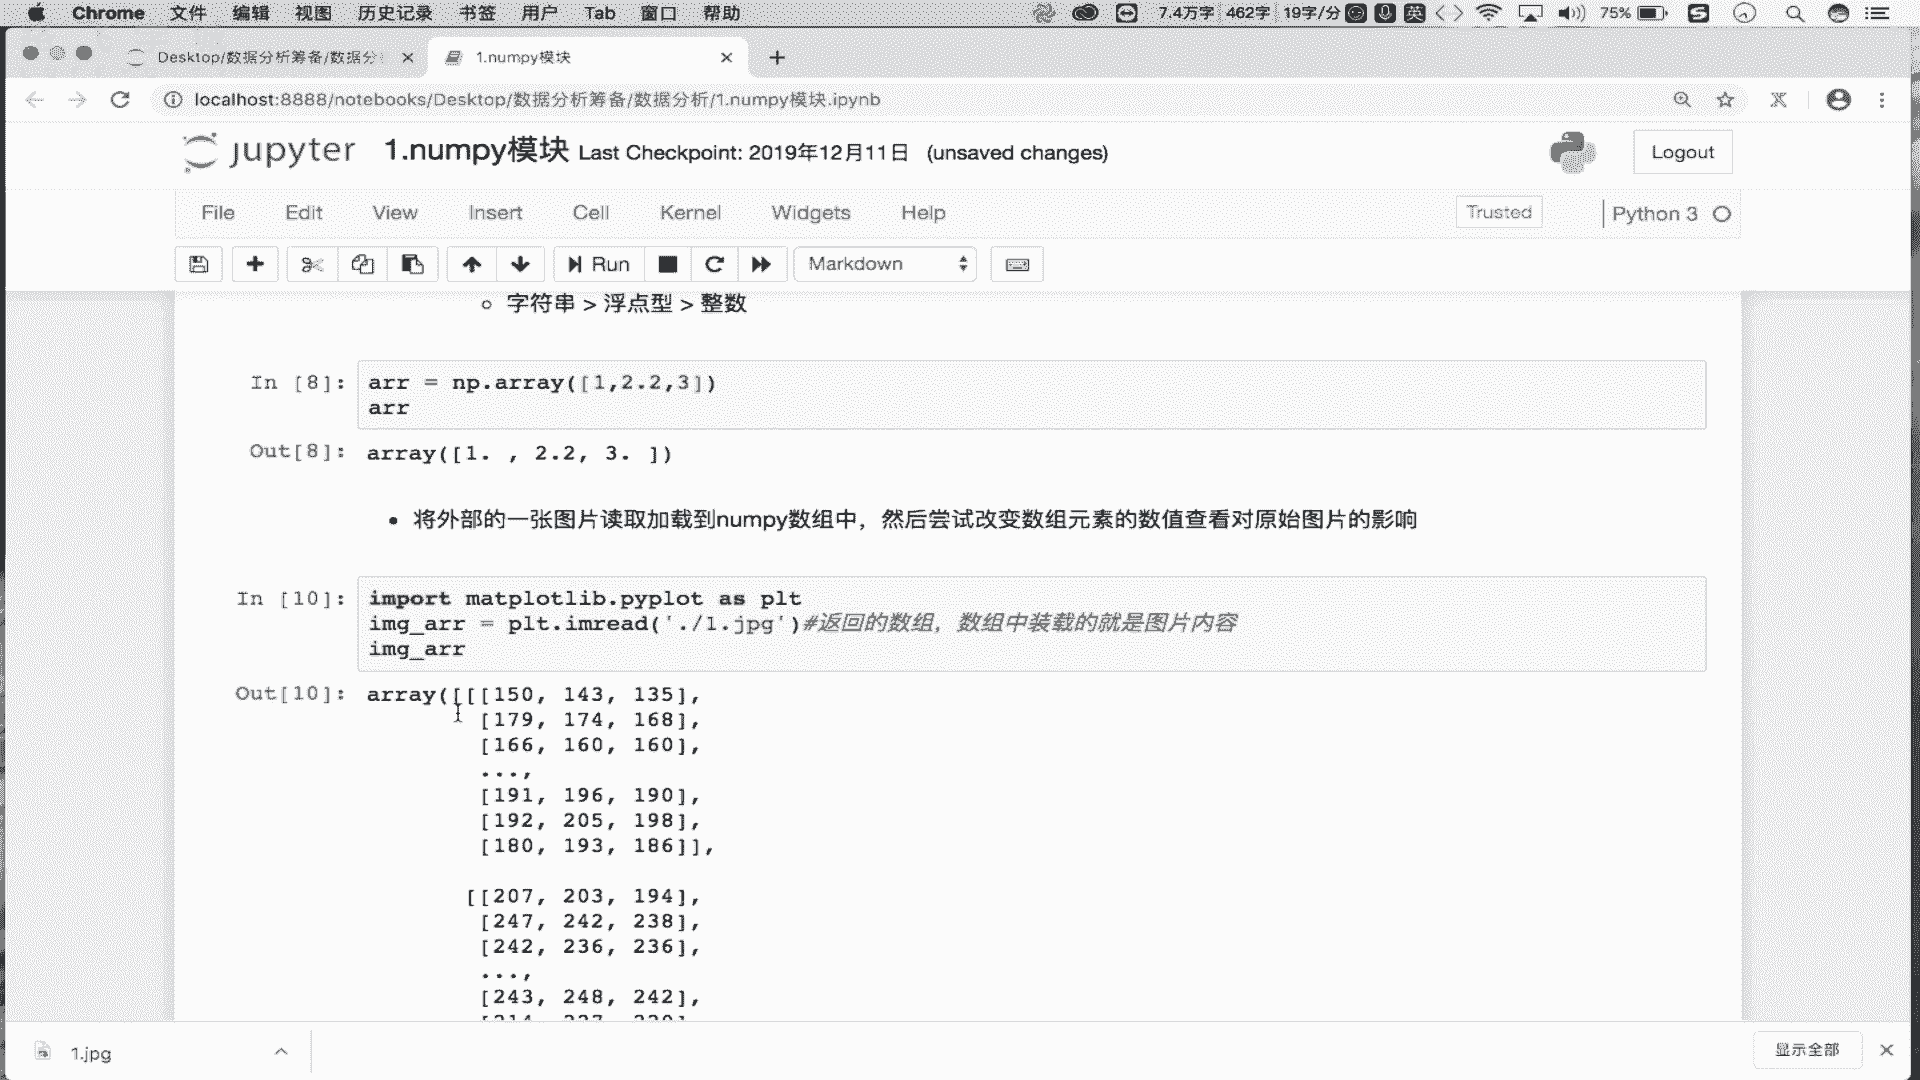 Chrome 文件 编辑 视图 历史记录 书签 用户 Tab 窗口 帮助 7.4万字 462字 19字/分 英 75%
Desktop/数据分析筹备/数据分 1.numpy模块
localhost:8888/notebooks/Desktop/数据分析筹备/数据分析/1.numpy模块.ipynb
jupyter 1.numpy模块 Last Checkpoint: 2019年12月11日 (unsaved changes) Logout
File Edit View Insert Cell Kernel Widgets Help Trusted Python 3
Run Markdown
字符串 > 浮点型 > 整数
In [8]: arr = np.array([1,2.2,3])
arr
Out[8]: array([1. , 2.2, 3. ])
将外部的一张图片读取加载到numpy数组中，然后尝试改变数组元素的数值查看对原始图片的影响
In [10]: import matplotlib.pyplot as plt
img_arr = plt.imread('./1.jpg')#返回的数组，数组中装载的就是图片内容
img_arr
Out[10]: array([[[150, 143, 135],
[179, 174, 168],
[166, 160, 160],
...,
[191, 196, 190],
[192, 205, 198],
[180, 193, 186]],
[[207, 203, 194],
[247, 242, 238],
[242, 236, 236],
...,
[243, 248, 242],
1.jpg 显示全部